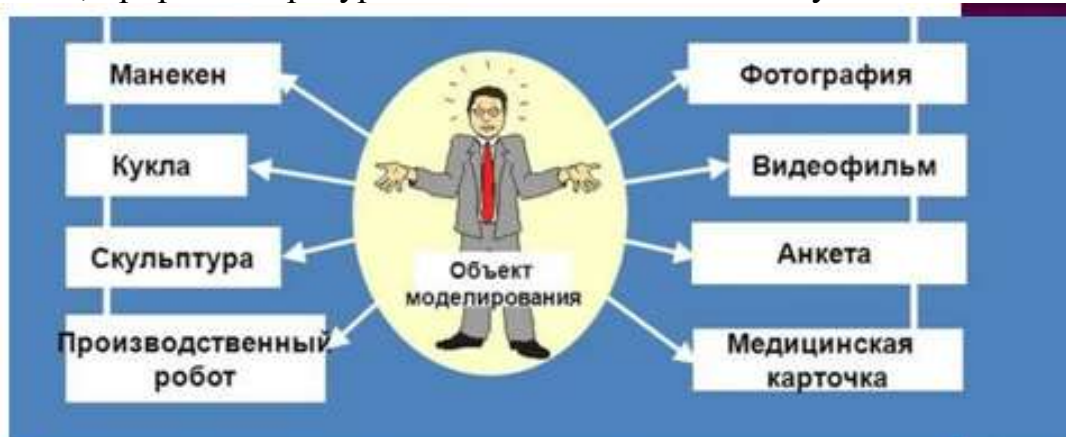 Манекен
Кукла
Скульптура
Производственный
робот
Объект
моделирования
Фотография
Видеофильм
Анкета
Медицинская
карточка